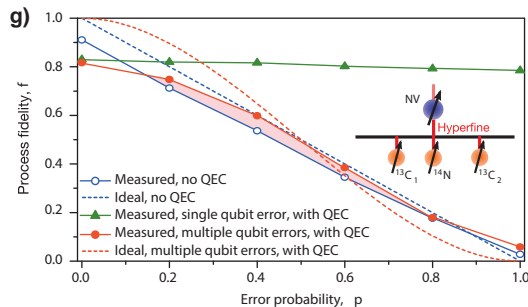 g)
1.0
0.8
0.6
0.4
0.2
0.0
Process fidelity, f
NV
Hyperfine
¹³C₁
¹⁴N
¹³C₂
Measured, no QEC
Ideal, no QEC
Measured, single qubit error, with QEC
Measured, multiple qubit errors, with QEC
Ideal, multiple qubit errors, with QEC
0.0
0.2
0.4
0.6
0.8
1.0
Error probability, p